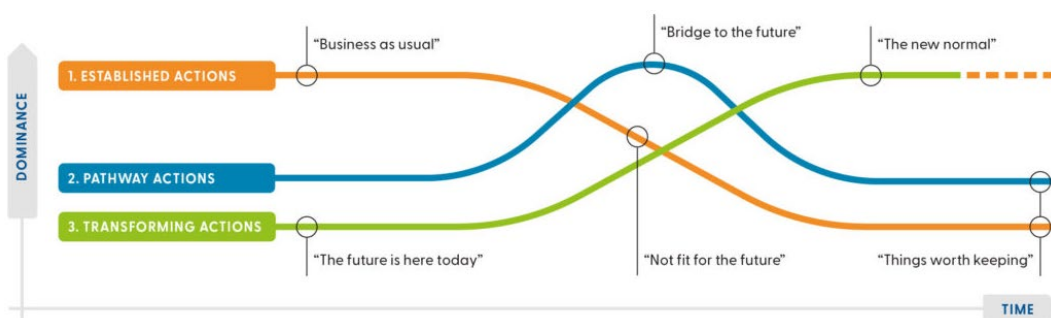 “Business as usual”
“Bridge to the future”
“The new normal”
1. ESTABLISHED ACTIONS
DOMINANCE
2. PATHWAY ACTIONS
3. TRANSFORMING ACTIONS
“The future is here today”
“Not fit for the future”
“Things worth keeping”
TIME